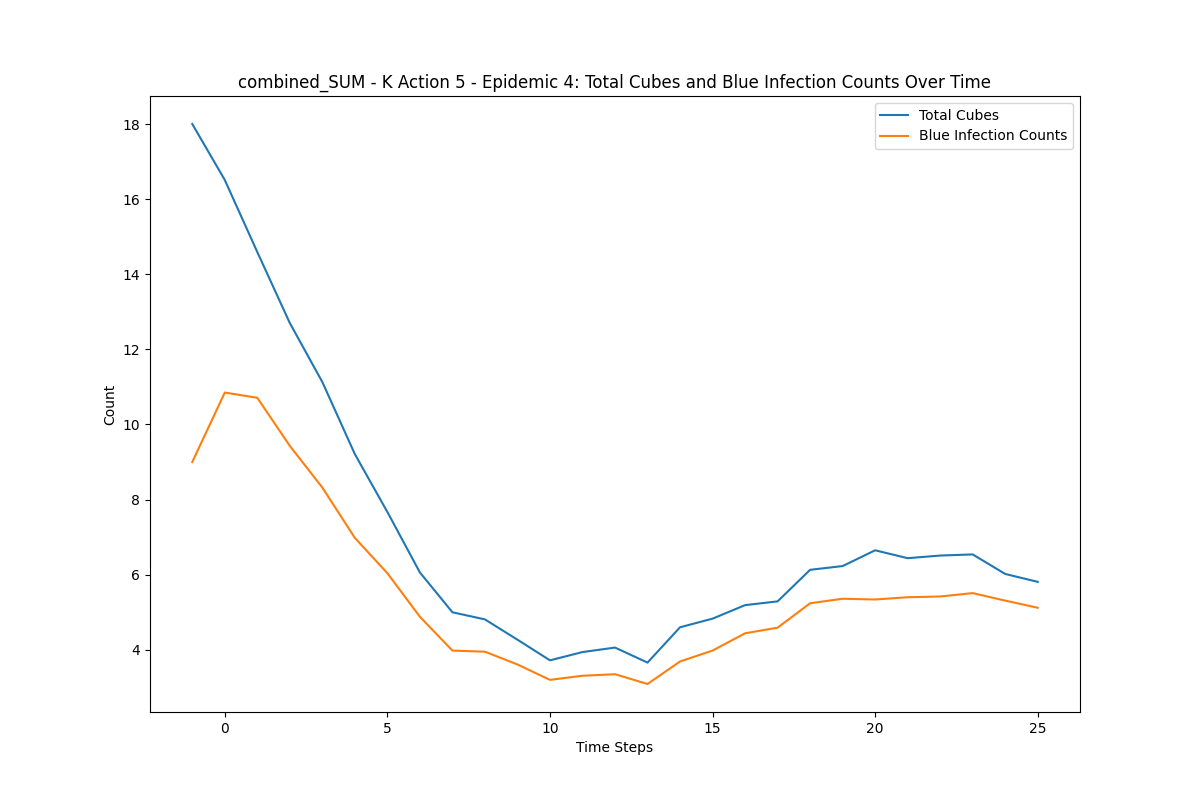 combined_SUM - K Action 5 - Epidemic 4: Total Cubes and Blue Infection Counts Over Time
Total Cubes
Blue Infection Counts
18
16
14
12
10
8
6
4
Count
0 5 10 15 20 25
Time Steps